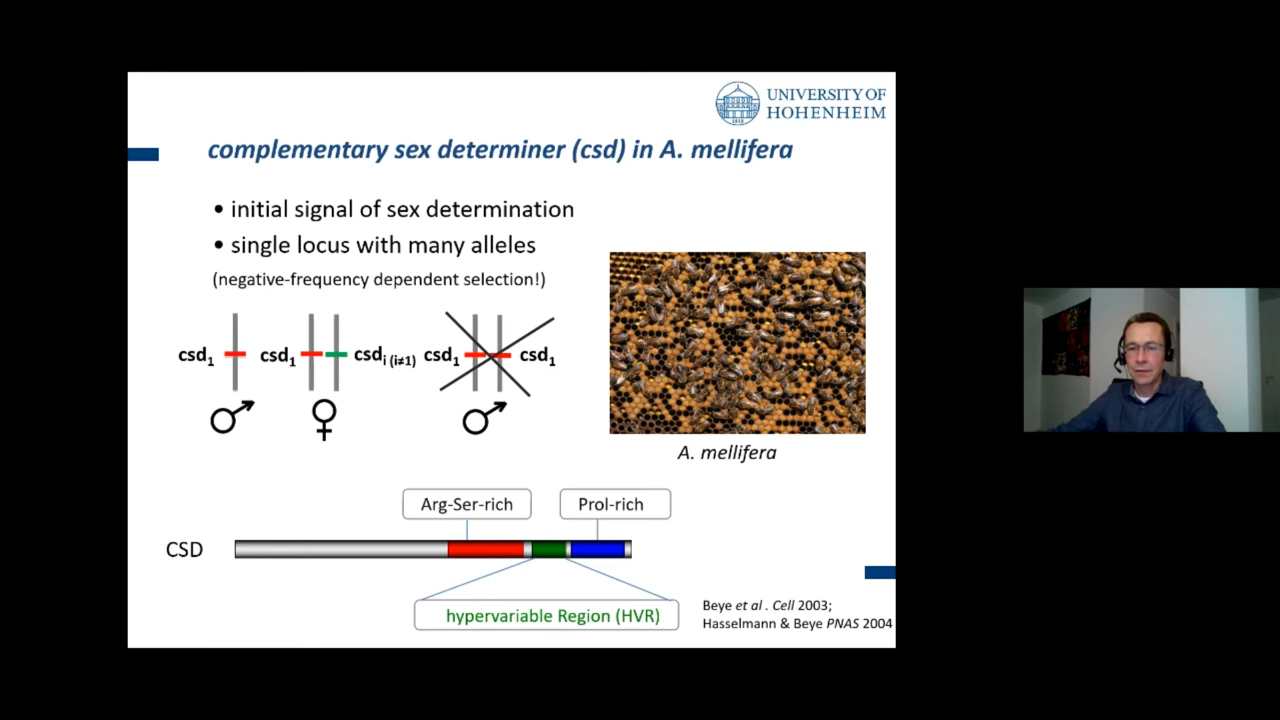 UNIVERSITY OF
HOHENHEIM
complementary sex determiner (csd) in A. mellifera
• initial signal of sex determination
• single locus with many alleles
(negative-frequency dependent selection!)
csd1 csd1 csdi (i≠1) csd1 csd1
A. mellifera
Arg-Ser-rich Prol-rich
CSD
hypervariable Region (HVR)
Beye et al . Cell 2003;
Hasselmann & Beye PNAS 2004